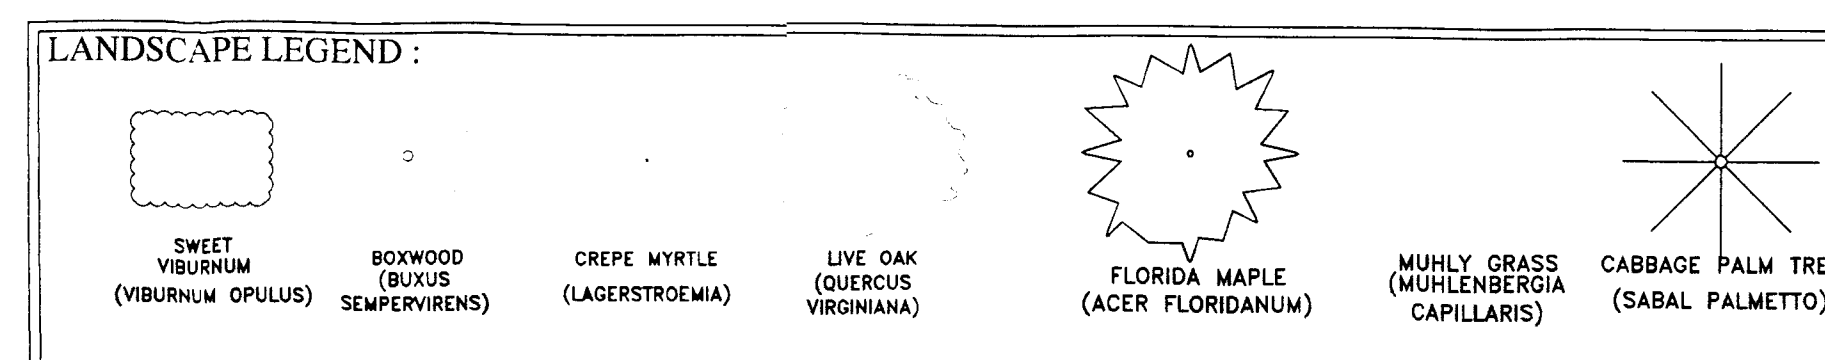 LANDSCAPE LEGEND :
SWEET
VIBURNUM
(VIBURNUM OPULUS)
BOXWOOD
(BUXUS
SEMPERVIRENS)
CREPE MYRTLE
(LAGERSTROEMIA)
LIVE OAK
(QUERCUS
VIRGINIANA)
FLORIDA MAPLE
(ACER FLORIDANUM)
MUHLY GRASS
(MUHLENBERGIA
CAPILLARIS)
CABBAGE PALM TRE
(SABAL PALMETTO)